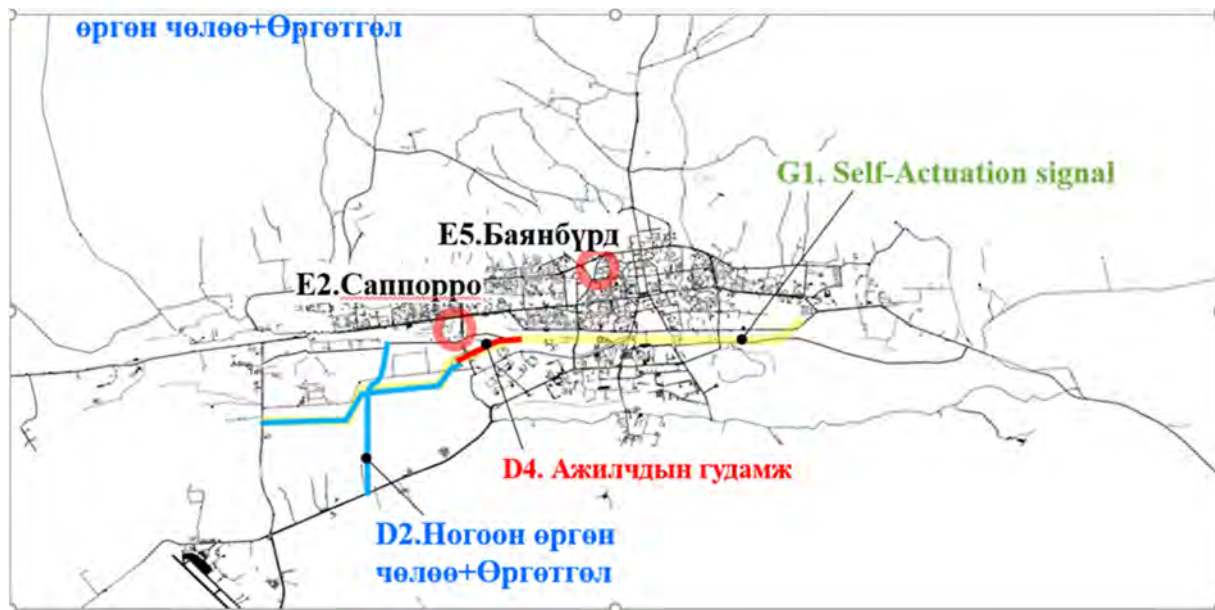 өргөн чөлөө+Өргөтгөл
G1. Self-Actuation signal
E5.Баянбүрд
E2.Саппорро
D4. Ажилчдын гудамж
D2.Ногоон өргөн
чөлөө+Өргөтгөл